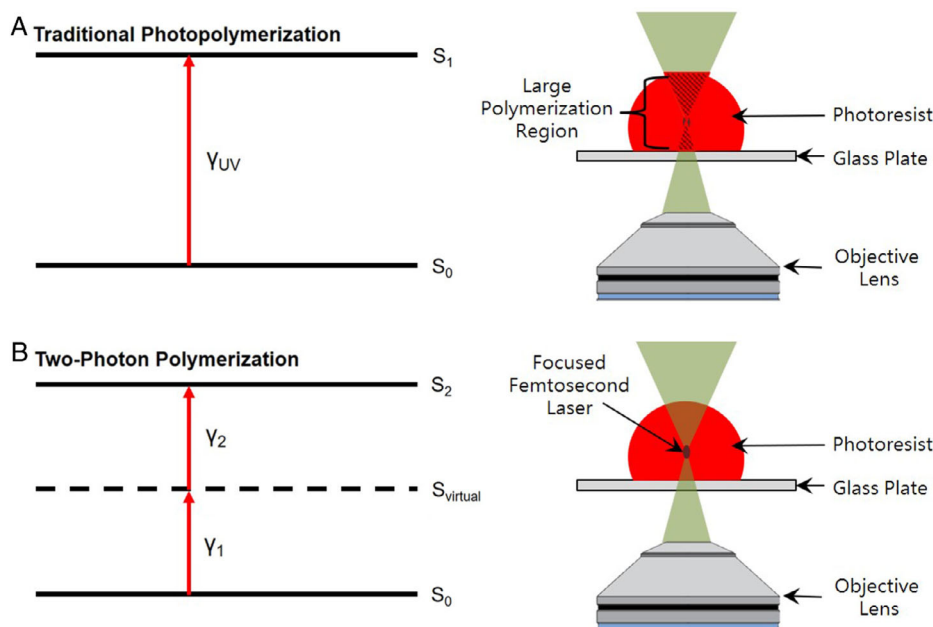 A
Traditional Photopolymerization
S1
γUV
S0
Large
Polymerization
Region
Photoresist
Glass Plate
Objective
Lens
B
Two-Photon Polymerization
S2
γ2
Svirtual
γ1
S0
Focused
Femtosecond
Laser
Photoresist
Glass Plate
Objective
Lens